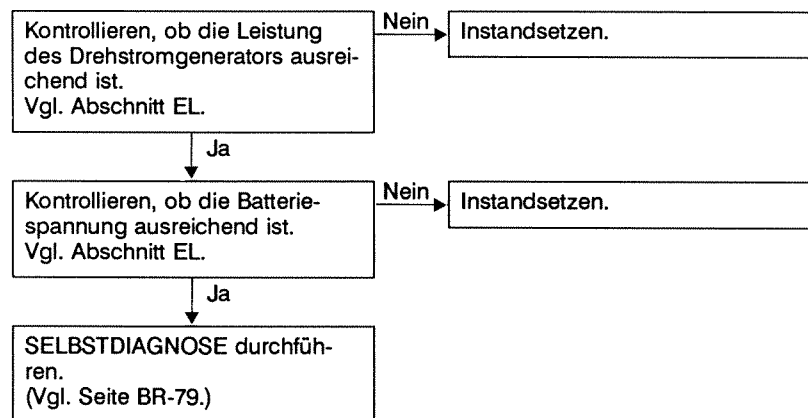 Kontrollieren, ob die Leistung
des Drehstromgenerators ausrei-
chend ist.
Vgl. Abschnitt EL.
Nein
Instandsetzen.
Ja
Kontrollieren, ob die Batterie-
spannung ausreichend ist.
Vgl. Abschnitt EL.
Nein
Instandsetzen.
Ja
SELBSTDIAGNOSE durchfüh-
ren.
(Vgl. Seite BR-79.)